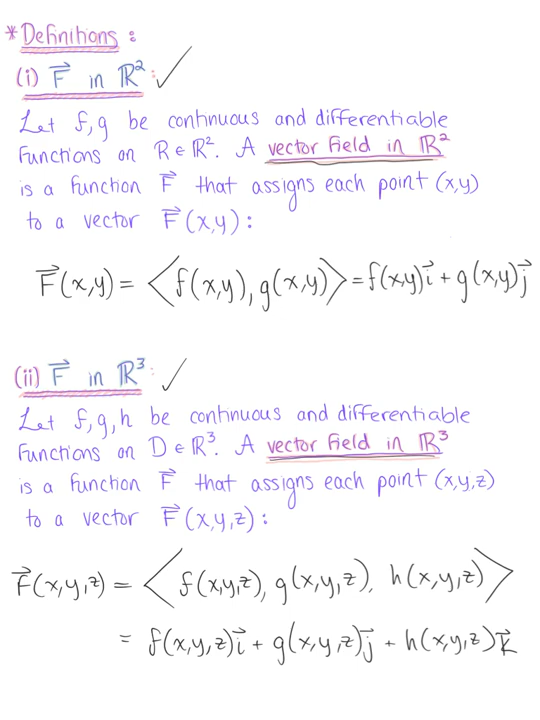 * Definitions :
(i) F⃗ in ℝ²: ✓
Let f,g be continuous and differentiable
functions on R ∈ ℝ². A vector field in ℝ²
is a function F⃗ that assigns each point (x,y)
to a vector F⃗(x,y) :
F⃗(x,y) = ⟨f(x,y), g(x,y)⟩ = f(x,y)i⃗ + g(x,y)j⃗
(ii) F⃗ in ℝ³: ✓
Let f,g,h be continuous and differentiable
functions on D ∈ ℝ³. A vector field in ℝ³
is a function F⃗ that assigns each point (x,y,z)
to a vector F⃗(x,y,z) :
F⃗(x,y,z) = ⟨f(x,y,z), g(x,y,z), h(x,y,z)⟩
= f(x,y,z)i⃗ + g(x,y,z)j⃗ + h(x,y,z)k⃗